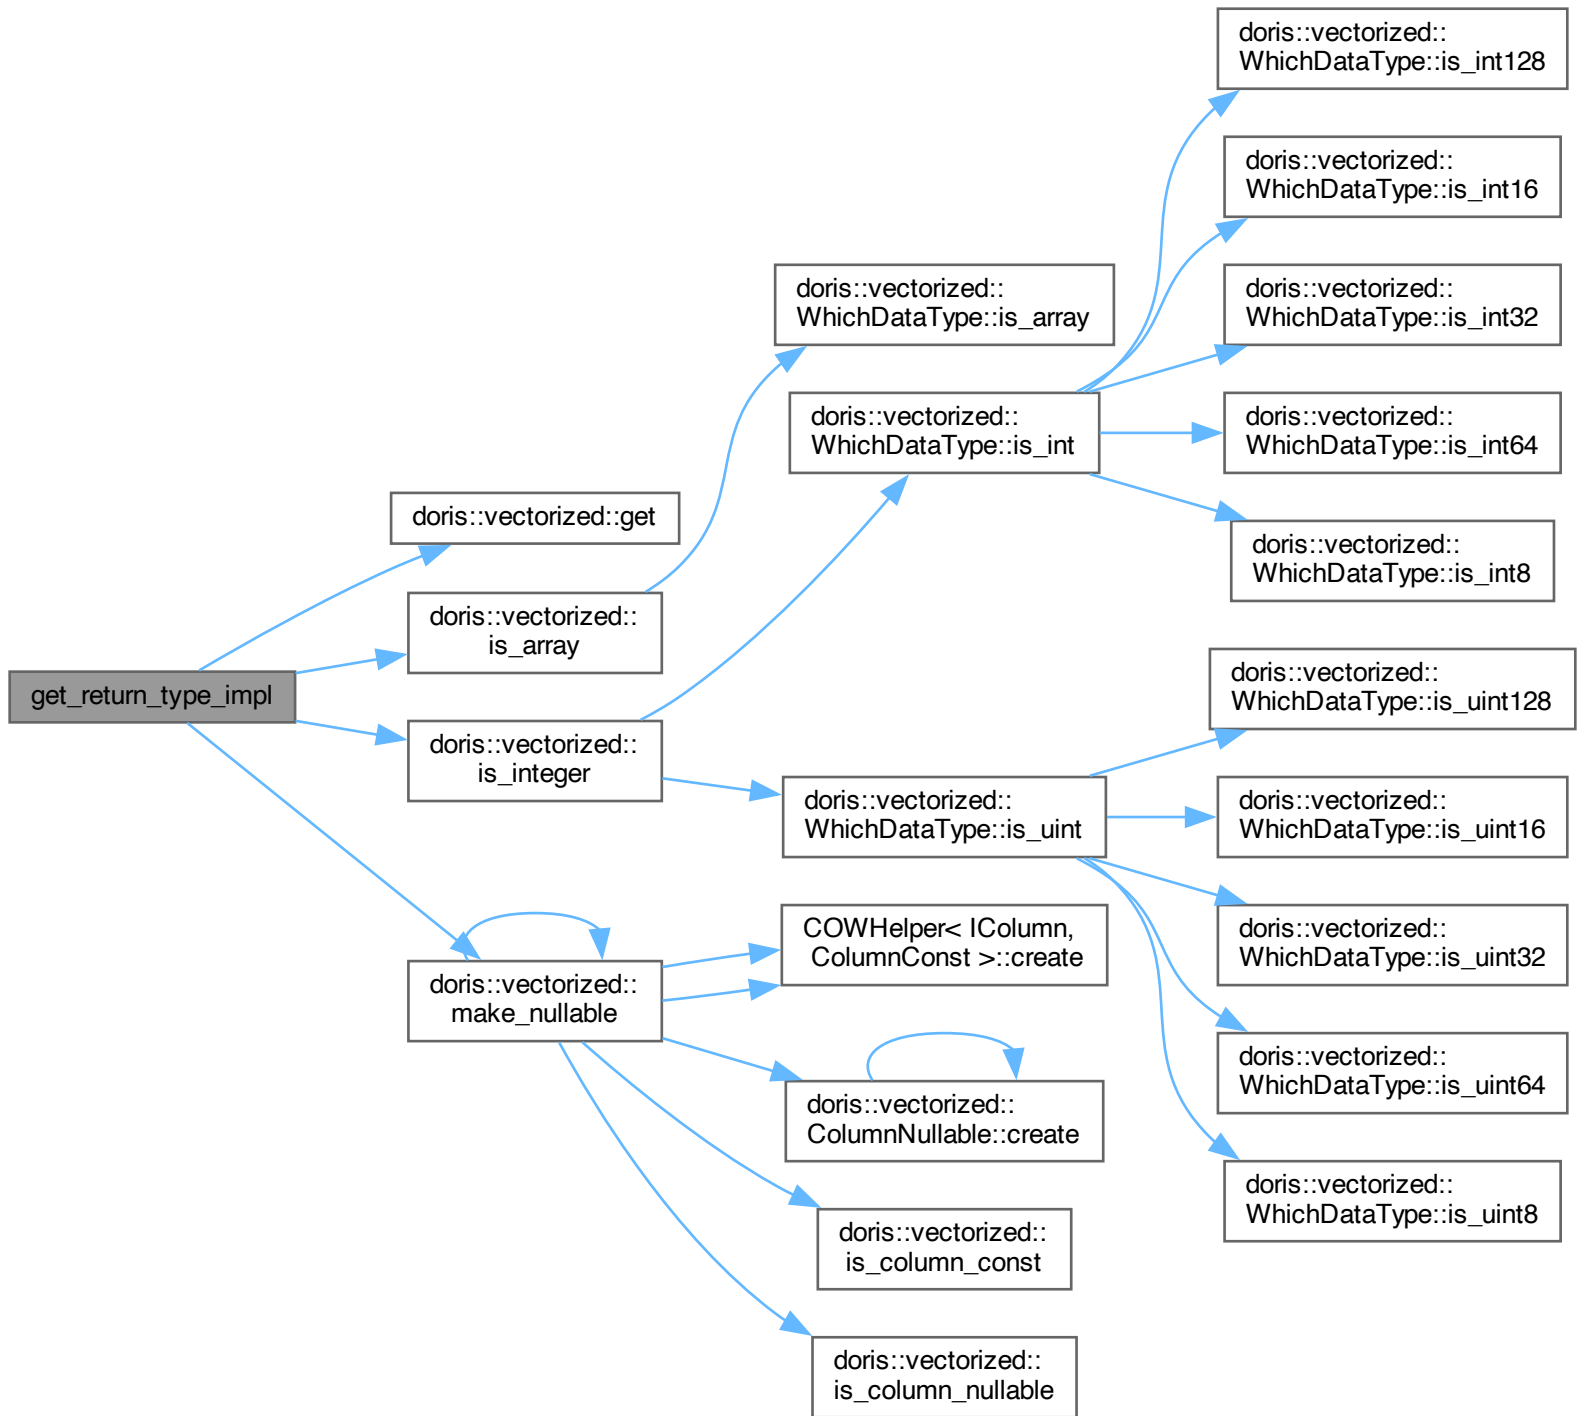 doris::vectorized::
WhichDataType::is_int128
doris::vectorized::
WhichDataType::is_int16
doris::vectorized::
WhichDataType::is_array
doris::vectorized::
WhichDataType::is_int32
doris::vectorized::
WhichDataType::is_int
doris::vectorized::
WhichDataType::is_int64
doris::vectorized::get
doris::vectorized::
WhichDataType::is_int8
doris::vectorized::
is_array
get_return_type_impl
doris::vectorized::
WhichDataType::is_uint128
doris::vectorized::
is_integer
doris::vectorized::
WhichDataType::is_uint
doris::vectorized::
WhichDataType::is_uint16
COWHelper< IColumn,
ColumnConst >::create
doris::vectorized::
WhichDataType::is_uint32
doris::vectorized::
make_nullable
doris::vectorized::
WhichDataType::is_uint64
doris::vectorized::
ColumnNullable::create
doris::vectorized::
WhichDataType::is_uint8
doris::vectorized::
is_column_const
doris::vectorized::
is_column_nullable